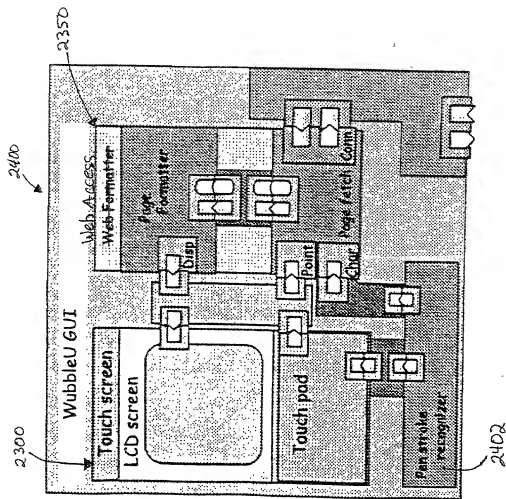 2400
WubbleU GUI
2300
Touch screen
LCD screen
Touch pad
Web Access
Web Formatter
2350
Page
Formatter
Disp
Page fetch
Point
Char
Conn
Pen stroke
recognizer
2402